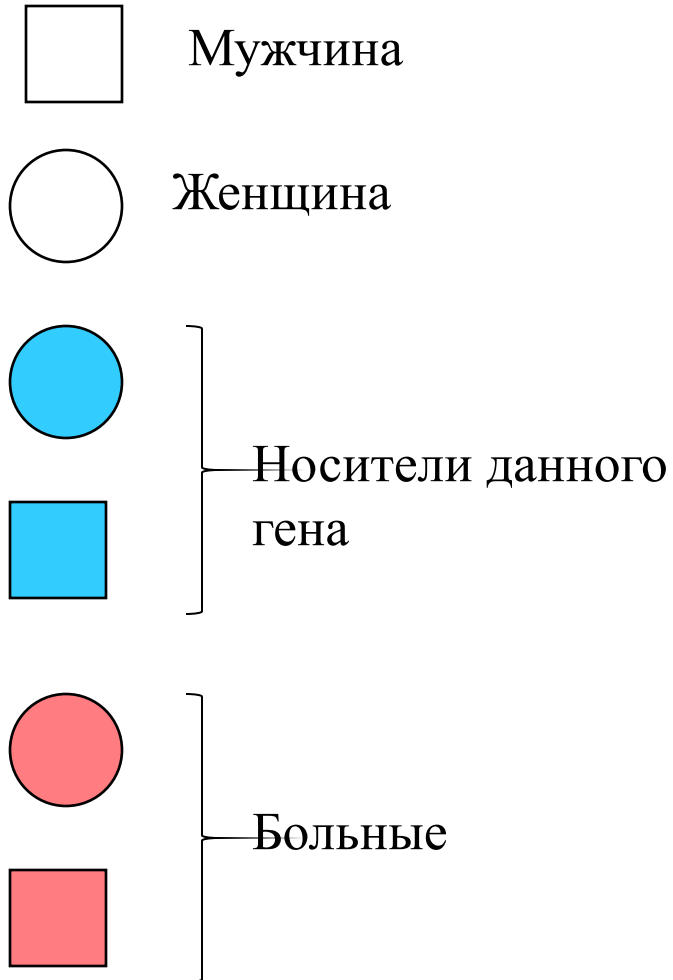 Мужчина
Женщина
Носители данного
гена
Больные